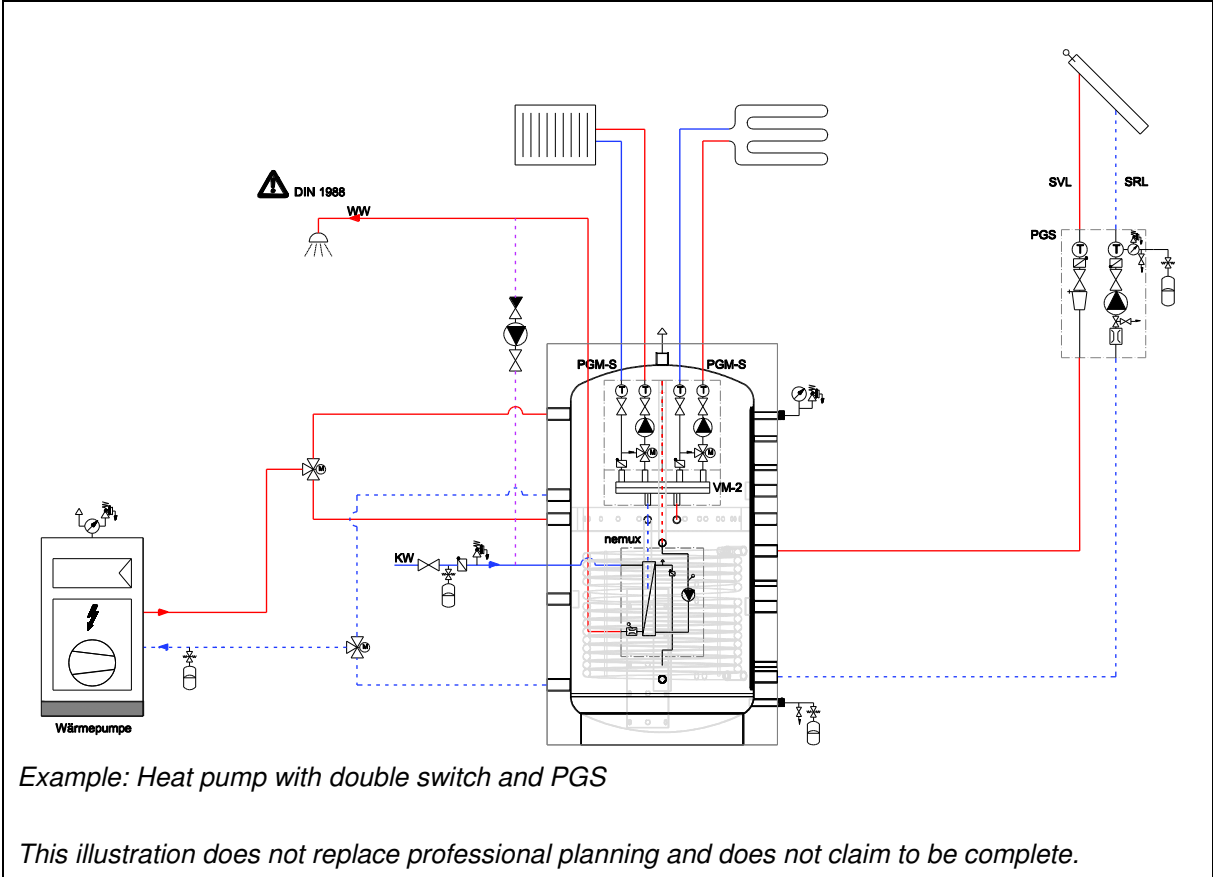 DIN 1988
WW
SVL
SRL
PGS
T
T
PGM-S
PGM-S
T
T
T
T
M
M
VM-2
M
nemux
KW
M
Wärmepumpe
Example: Heat pump with double switch and PGS
This illustration does not replace professional planning and does not claim to be complete.